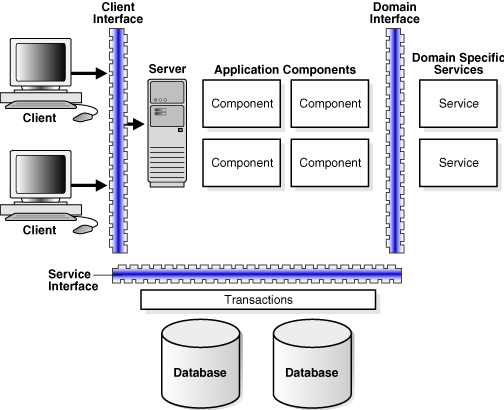 Client
Interface
Domain
Interface
Server
Application Components
Domain Specific
Services
Client
Component
Component
Service
Component
Component
Service
Client
Service
Interface
Transactions
Database
Database